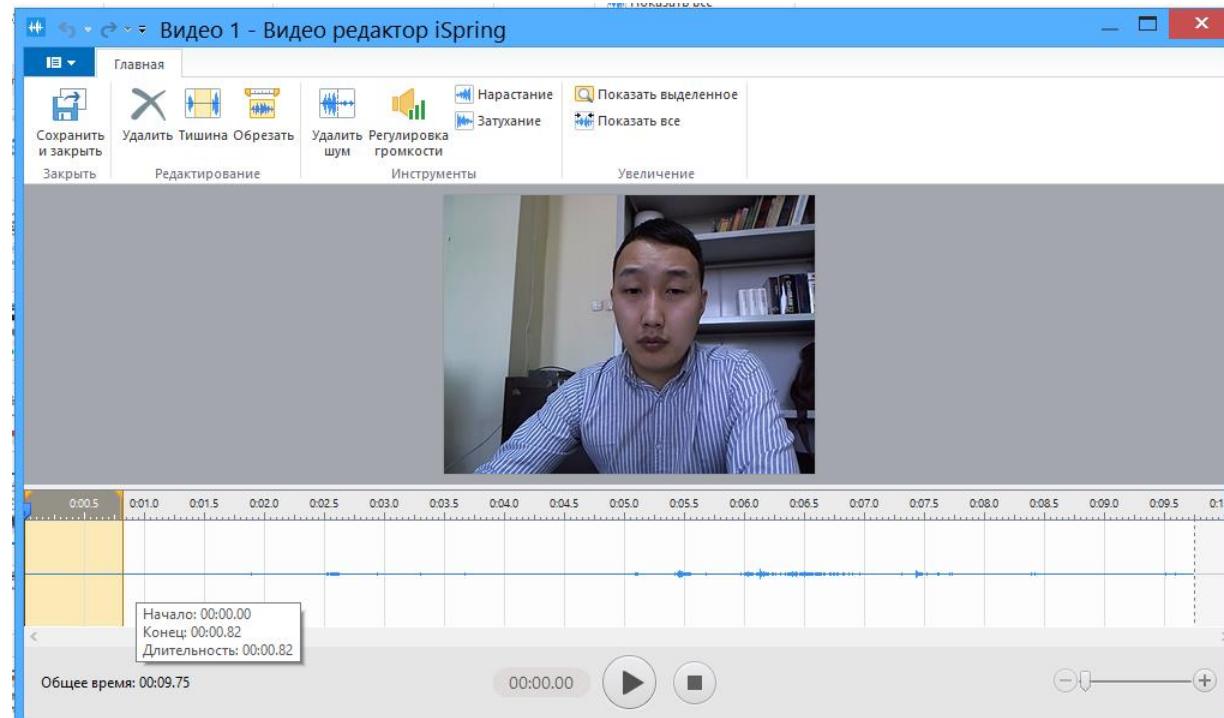 Показать все
Видео 1 - Видео редактор iSpring
Главная
Сохранить и закрыть
Удалить
Тишина
Обрезать
Удалить шум
Регулировка громкости
Нарастание
Затухание
Показать выделенное
Показать все
Закрыть
Редактирование
Инструменты
Увеличение
0:00.5 0:01.0 0:01.5 0:02.0 0:02.5 0:03.0 0:03.5 0:04.0 0:04.5 0:05.0 0:05.5 0:06.0 0:06.5 0:07.0 0:07.5 0:08.0 0:08.5 0:09.0 0:09.5
Начало: 00:00.00
Конец: 00:00.82
Длительность: 00:00.82
Общее время: 00:09.75
00:00.00